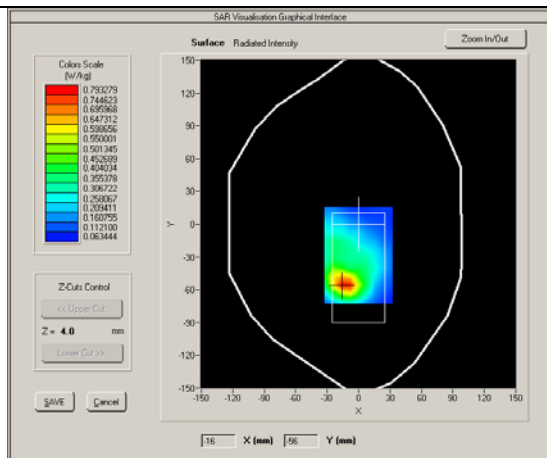 SAR Visualisation Graphical Interface
Surface Radiated Intensity
Zoom In/Out
Colors Scale
(W/kg)
0.793279
0.744623
0.695968
0.647312
0.598656
0.550001
0.501345
0.452689
0.404034
0.355378
0.306722
0.258067
0.209411
0.160755
0.112100
0.063444
Z-Cuts Control
<< Upper Cut
Z = 4.0 mm
Lower Cut >>
SAVE Cancel
150
120
90
60
30
0
-30
-60
-90
-120
-150
Y
-150 -120 -90 -60 -30 0 30 60 90 120 150
X
-16 X (mm) -56 Y (mm)